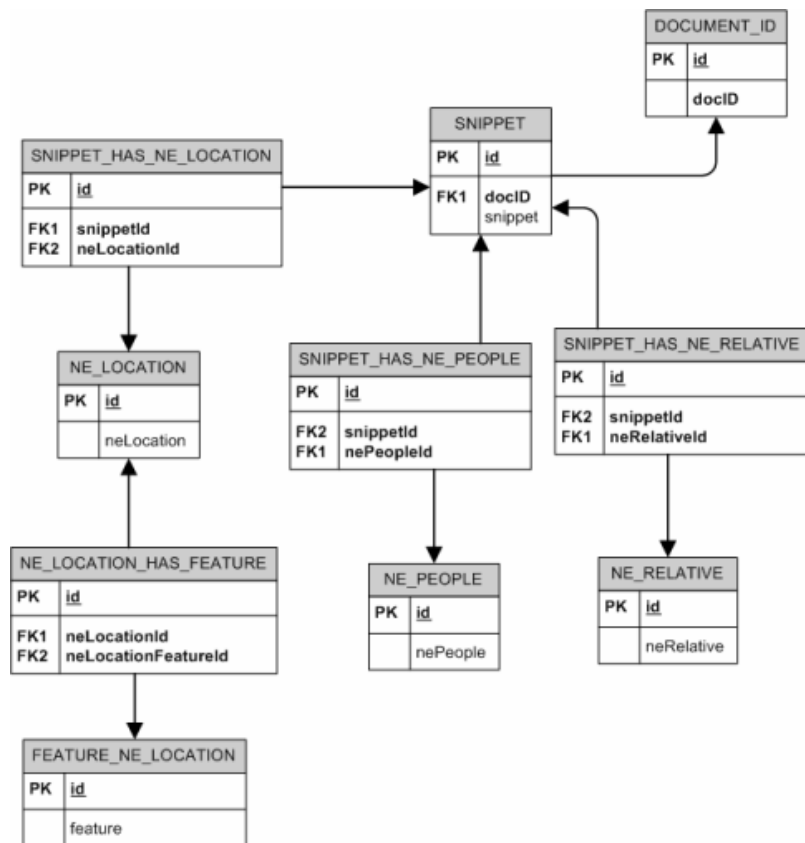 DOCUMENT_ID
PK id
docID
SNIPPET
PK id
FK1 docID
snippet
SNIPPET_HAS_NE_LOCATION
PK id
FK1 snippetId
FK2 neLocationId
NE_LOCATION
PK id
neLocation
SNIPPET_HAS_NE_PEOPLE
PK id
FK2 snippetId
FK1 nePeopleId
SNIPPET_HAS_NE_RELATIVE
PK id
FK2 snippetId
FK1 neRelativeId
NE_LOCATION_HAS_FEATURE
PK id
FK1 neLocationId
FK2 neLocationFeatureId
NE_PEOPLE
PK id
nePeople
NE_RELATIVE
PK id
neRelative
FEATURE_NE_LOCATION
PK id
feature